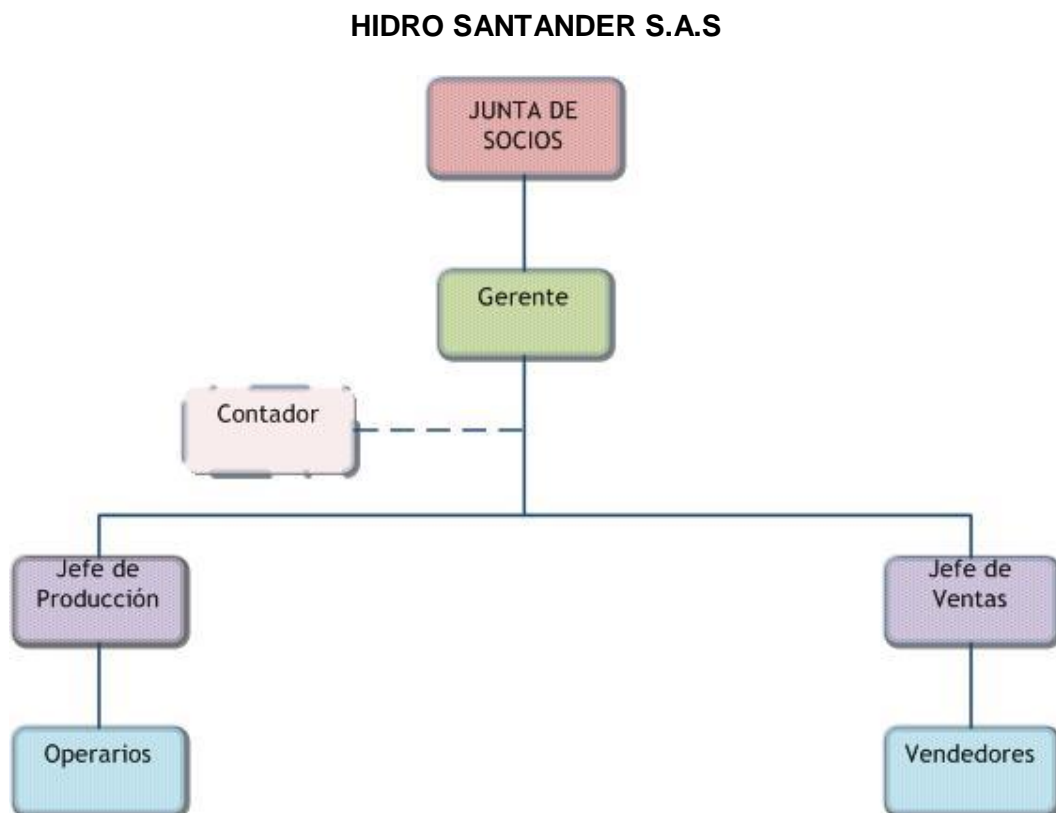 HIDRO SANTANDER S.A.S
JUNTA DE
SOCIOS
Gerente
Contador
Jefe de
Producción
Jefe de
Ventas
Operarios
Vendedores